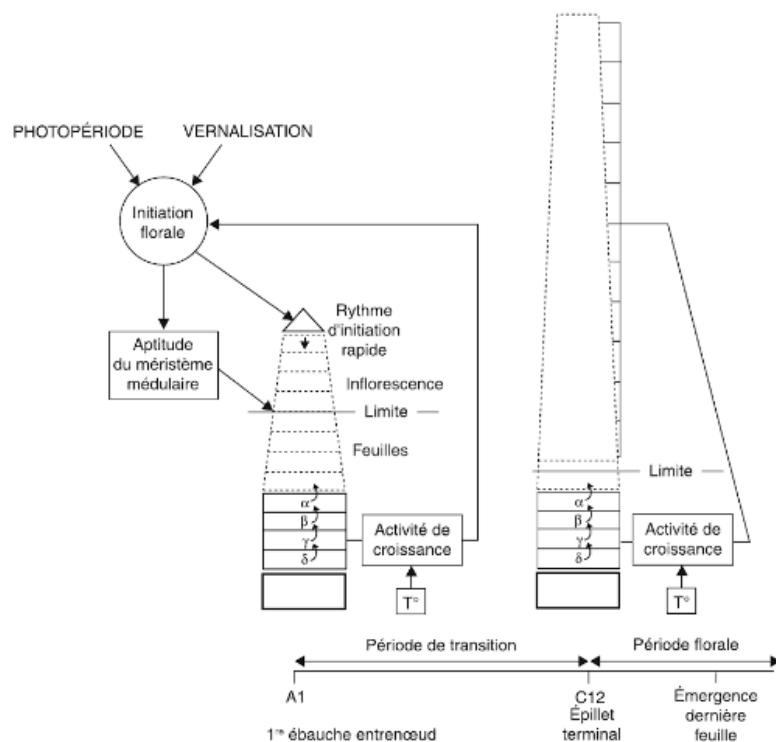 PHOTOPÉRIODE
VERNALISATION
Initiation
florale
Aptitude
du méristème
médulaire
Rythme
d'initiation
rapide
Inflorescence
Limite
Feuilles
α
β
γ
δ
Activité de
croissance
T°
Limite
α
β
γ
δ
Activité de
croissance
T°
Période de transition
Période florale
A1
C12
Épillet
terminal
Émergence
dernière
feuille
1re ébauche entrenœud